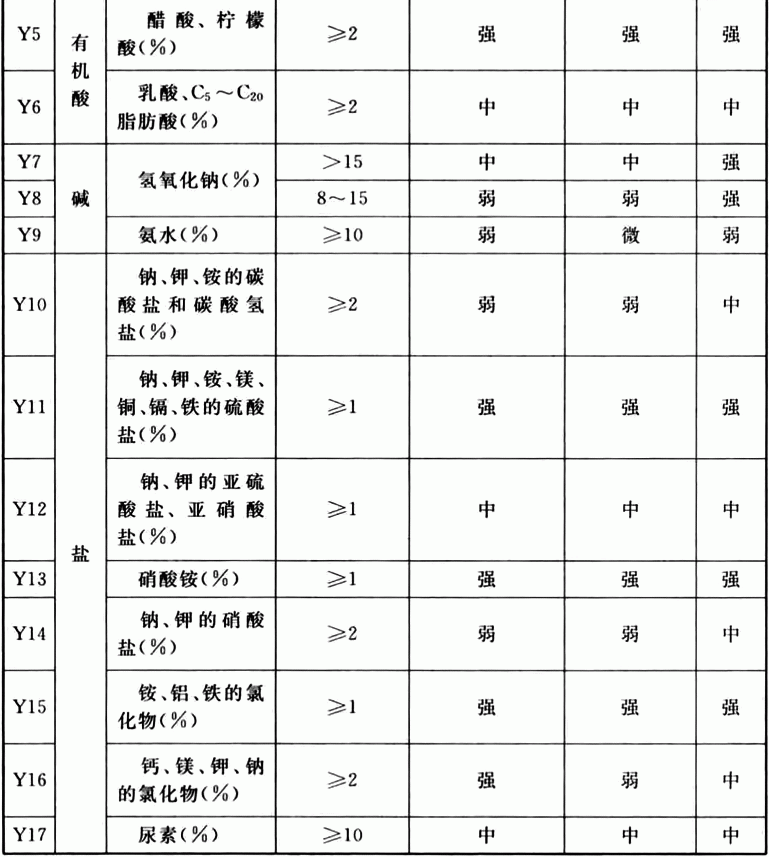 Y5 有机酸 醋酸、柠檬
酸(%) ≥2 强 强 强
Y6 乳酸、C₅～C₂₀
脂肪酸(%) ≥2 中 中 中
Y7 碱 氢氧化钠(%) >15 中 中 强
Y8 8～15 弱 弱 强
Y9 氨水(%) ≥10 弱 微 弱
Y10 盐 钠、钾、铵的碳
酸盐和碳酸氢
盐(%) ≥2 弱 弱 中
Y11 钠、钾、铵、镁、
铜、镉、铁的硫酸
盐(%) ≥1 强 强 强
Y12 钠、钾的亚硫
酸盐、亚硝酸
盐(%) ≥1 中 中 中
Y13 硝酸铵(%) ≥1 强 强 强
Y14 钠、钾的硝酸
盐(%) ≥2 弱 弱 中
Y15 铵、铝、铁的氯
化物(%) ≥1 强 强 强
Y16 钙、镁、钾、钠
的氯化物(%) ≥2 强 弱 中
Y17 尿素(%) ≥10 中 中 中